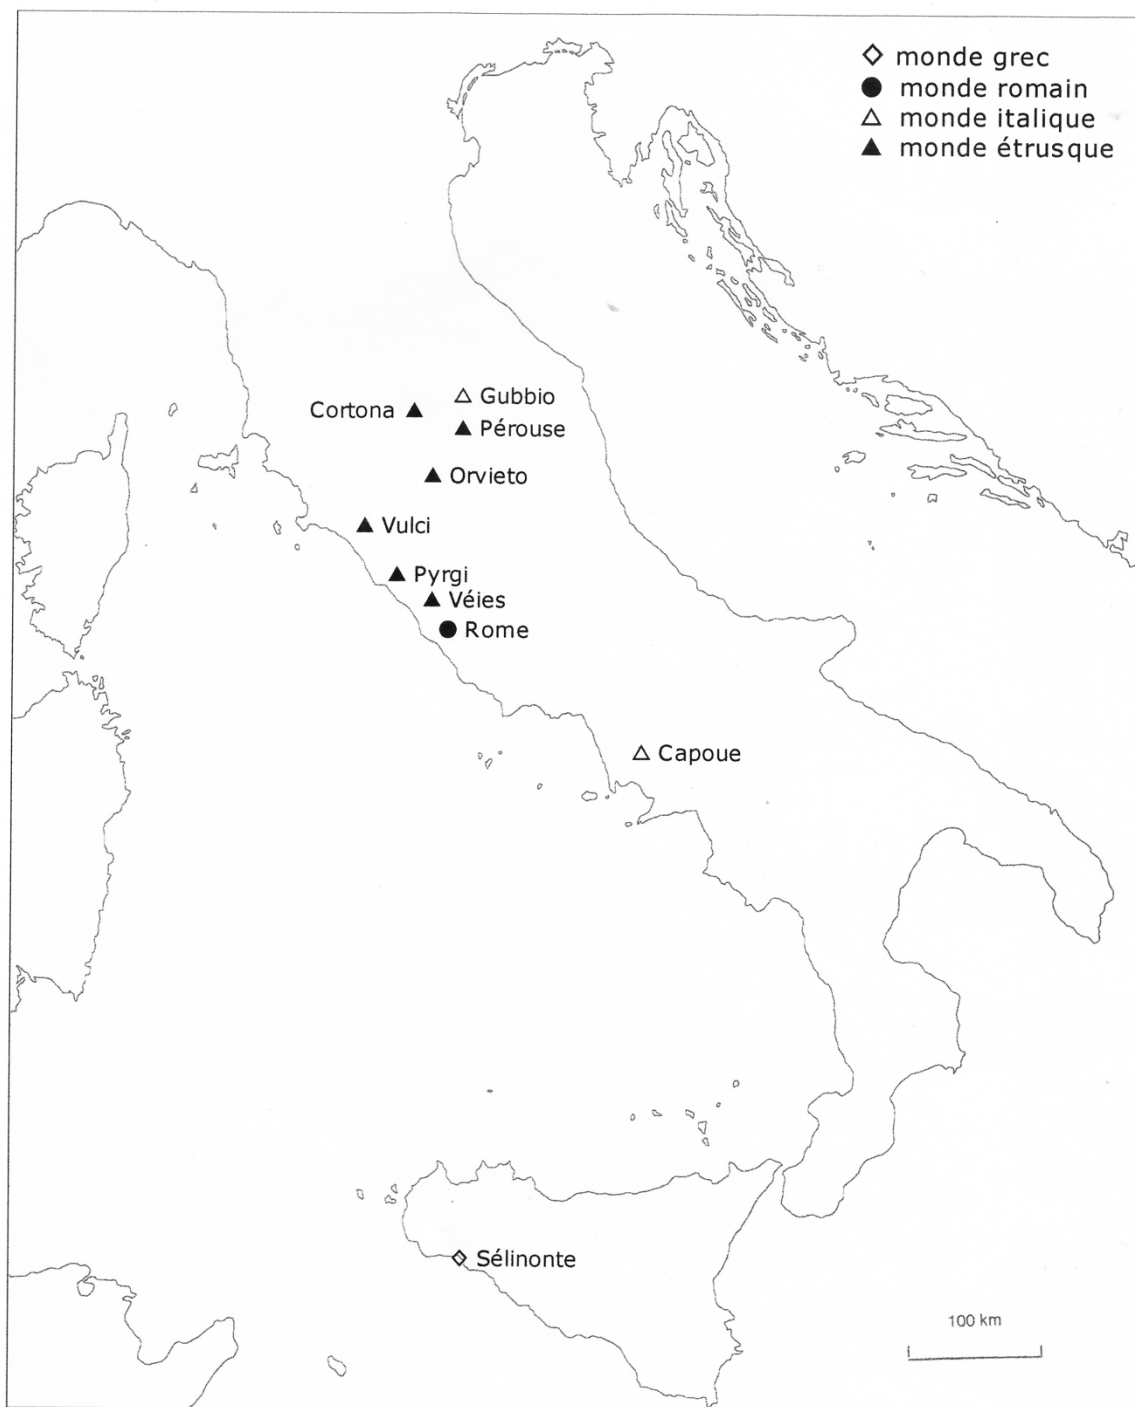 monde grec
monde romain
monde italique
monde étrusque
Gubbio
Cortona
Pérouse
Orvieto
Vulci
Pyrgi
Véies
Rome
Capoue
Sélinonte
100 km